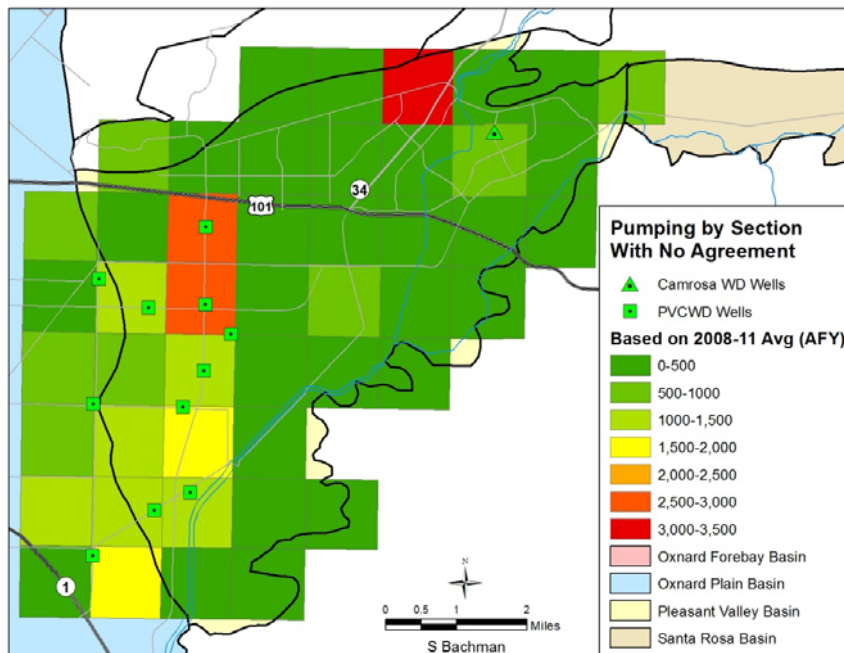 101
34
1
N
0 0.5 1 2
Miles
S Bachman
Pumping by Section
With No Agreement
Camrosa WD Wells
PVCWD Wells
Based on 2008-11 Avg (AFY)
0-500
500-1000
1000-1,500
1,500-2,000
2,000-2,500
2,500-3,000
3,000-3,500
Oxnard Forebay Basin
Oxnard Plain Basin
Pleasant Valley Basin
Santa Rosa Basin